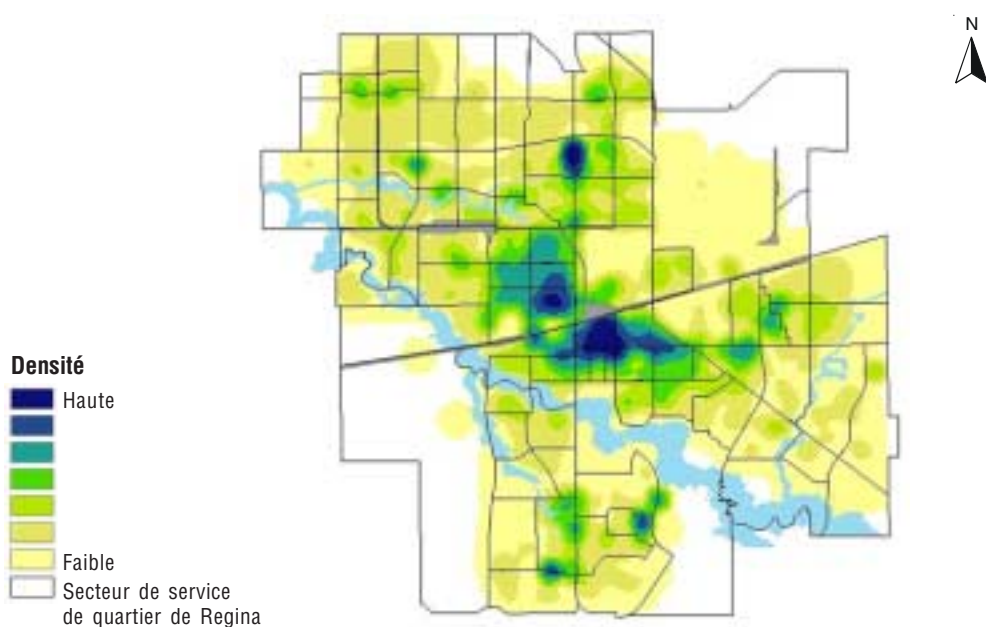 N
Densité
Haute
Faible
Secteur de service
de quartier de Regina